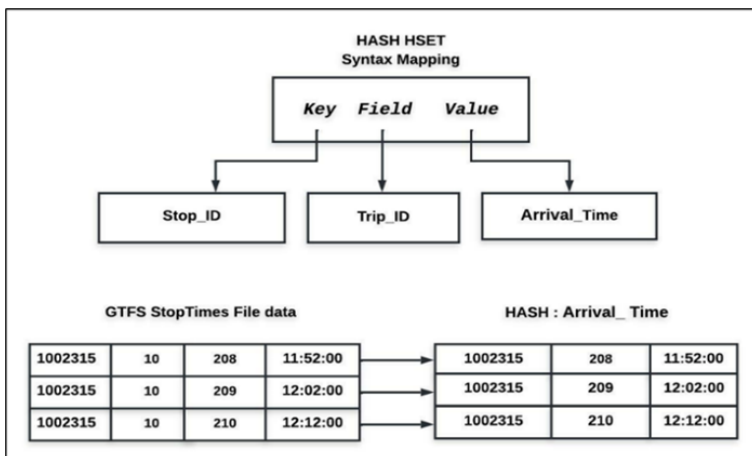 HASH HSET
Syntax Mapping
Key Field Value
Stop_ID Trip_ID Arrival_Time
GTFS StopTimes File data HASH : Arrival_ Time
1002315 10 208 11:52:00 1002315 208 11:52:00
1002315 10 209 12:02:00 1002315 209 12:02:00
1002315 10 210 12:12:00 1002315 210 12:12:00